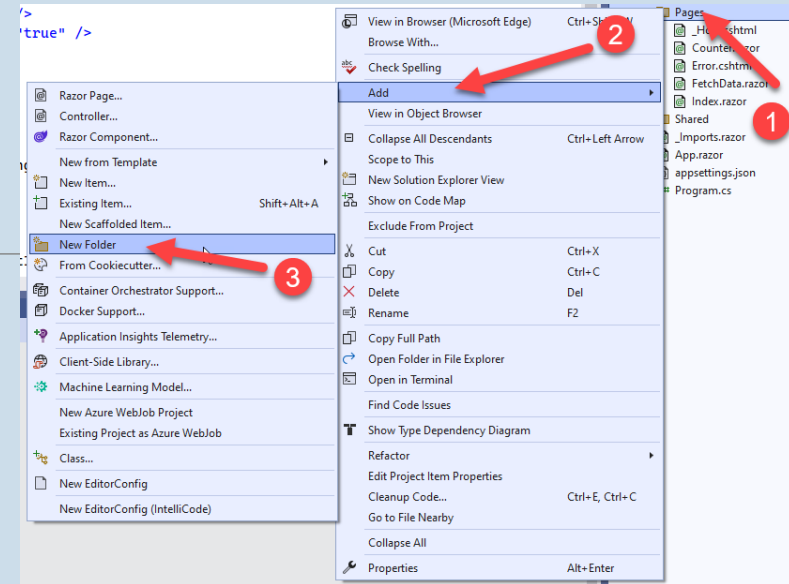 />
"true" />
View in Browser (Microsoft Edge)
Browse With...
Check Spelling
Add
View in Object Browser
Collapse All Descendants Ctrl+Left Arrow
Scope to This
New Solution Explorer View
Show on Code Map
Exclude From Project
Cut Ctrl+X
Copy Ctrl+C
Delete Del
Rename F2
Copy Full Path
Open Folder in File Explorer
Open in Terminal
Find Code Issues
Show Type Dependency Diagram
Refactor
Edit Project Item Properties
Cleanup Code... Ctrl+E, Ctrl+C
Go to File Nearby
Collapse All
Properties Alt+Enter
Razor Page...
Controller...
Razor Component...
New from Template
New Item...
Existing Item... Shift+Alt+A
New Scaffolded Item...
New Folder
From Cookiecutter...
Container Orchestrator Support...
Docker Support...
Application Insights Telemetry...
Client-Side Library...
Machine Learning Model...
New Azure WebJob Project
Existing Project as Azure WebJob
Class...
New EditorConfig
New EditorConfig (IntelliCode)
Pages
Error.cshtml
FetchData.razor
Index.razor
Shared
_Imports.razor
App.razor
appsettings.json
Program.cs
1
2
3